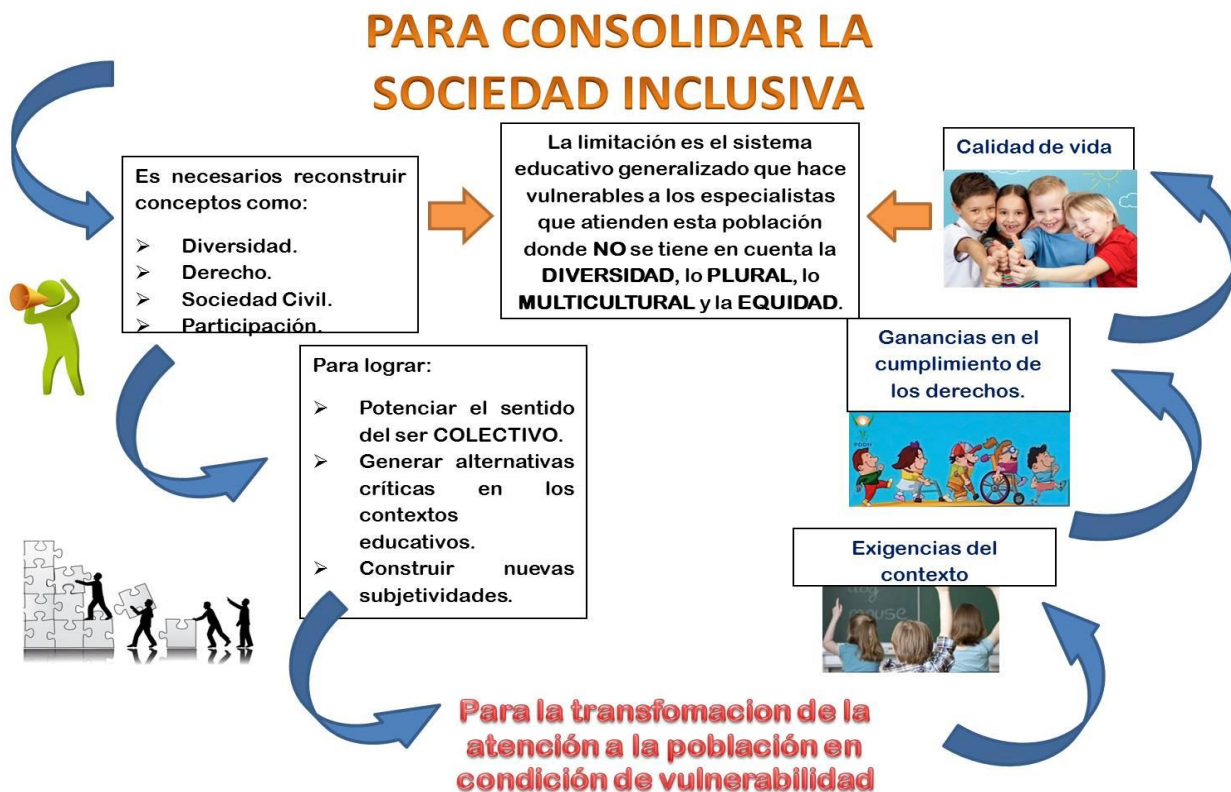 PARA CONSOLIDAR LA
SOCIEDAD INCLUSIVA
Es necesarios reconstruir
conceptos como:
➢ Diversidad.
➢ Derecho.
➢ Sociedad Civil.
➢ Participación.
La limitación es el sistema
educativo generalizado que hace
vulnerables a los especialistas
que atienden esta población
donde NO se tiene en cuenta la
DIVERSIDAD, lo PLURAL, lo
MULTICULTURAL y la EQUIDAD.
Calidad de vida
Para lograr:
➢ Potenciar el sentido
del ser COLECTIVO.
➢ Generar alternativas
críticas en los
contextos
educativos.
➢ Construir nuevas
subjetividades.
Ganancias en el
cumplimiento de
los derechos.
Exigencias del
contexto
dog
mouse
Para la transfomacion de la
atención a la población en
condición de vulnerabilidad